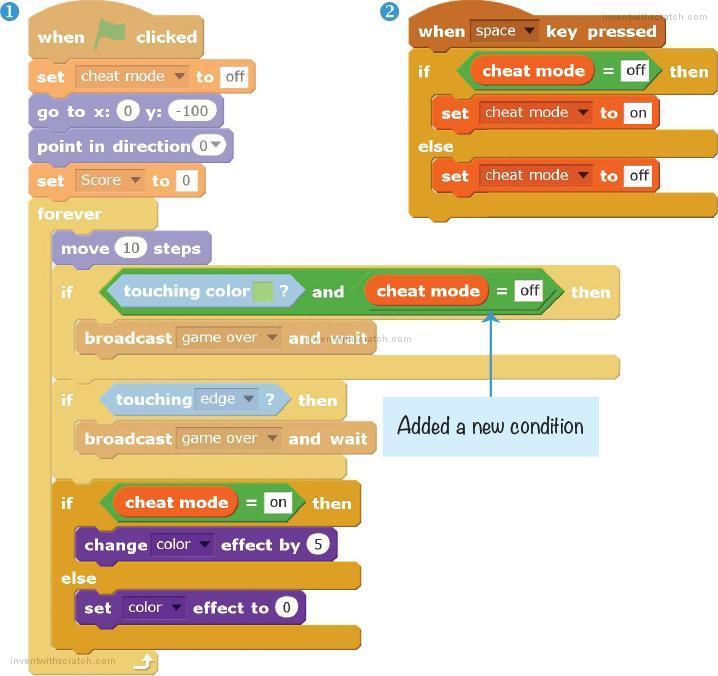 1
when clicked
set cheat mode to off
go to x: 0 y: -100
point in direction 0
set Score to 0
forever
move 10 steps
if touching color ? and cheat mode = off then
broadcast game over and wait
inventwithscratch.com
if touching edge ? then
broadcast game over and wait
if cheat mode = on then
change color effect by 5
else
set color effect to 0
inventwithscratch.com
Added a new condition
2
inventwithscratch.com
when space key pressed
if cheat mode = off then
set cheat mode to on
else
set cheat mode to off